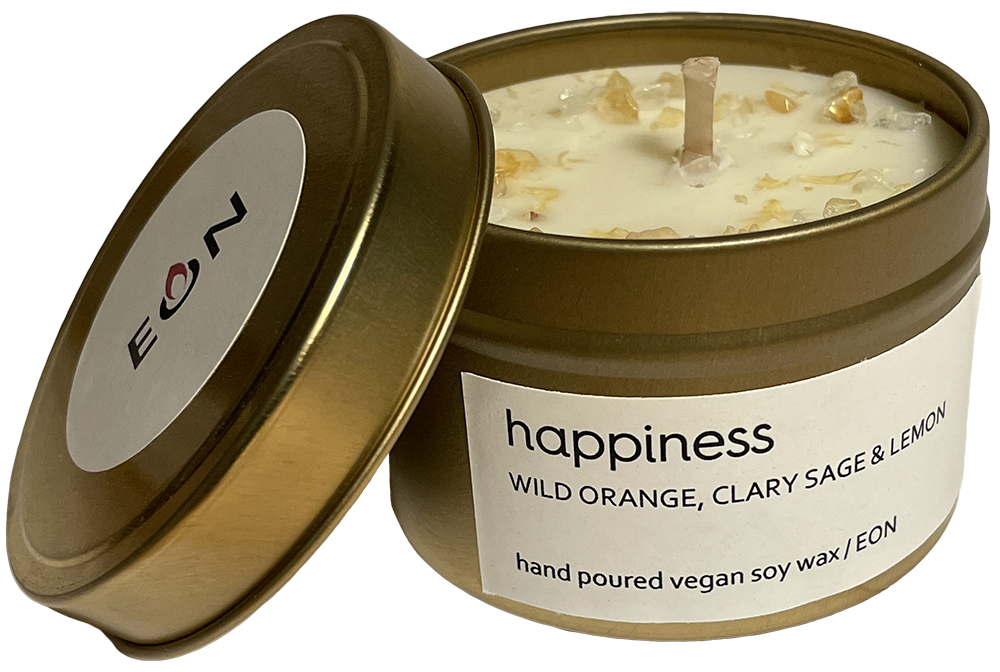 EON
happiness
WILD ORANGE, CLARY SAGE & LEMON
hand poured vegan soy wax / EON